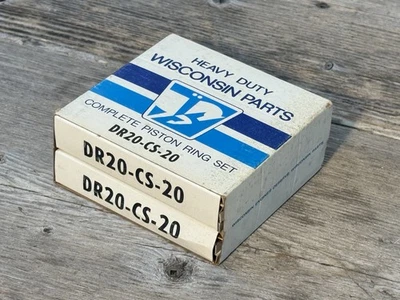 HEAVY DUTY
WISCONSIN PARTS
COMPLETE PISTON RING SET
DR20-CS-20
DR20-CS-20
DR20-CS-20